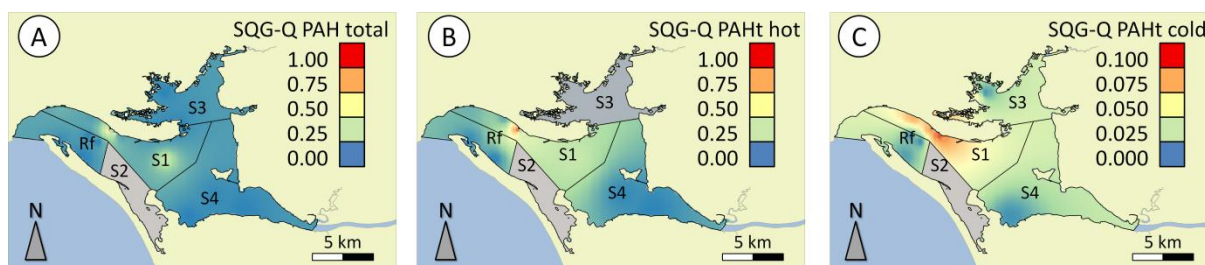 A
SQG-Q PAH total
1.00
0.75
0.50
0.25
0.00
S3
Rf
S1
S2
S4
N
5 km
B
SQG-Q PAHt hot
1.00
0.75
0.50
0.25
0.00
S3
Rf
S1
S2
S4
N
5 km
C
SQG-Q PAHt cold
0.100
0.075
0.050
0.025
0.000
S3
Rf
S1
S2
S4
N
5 km